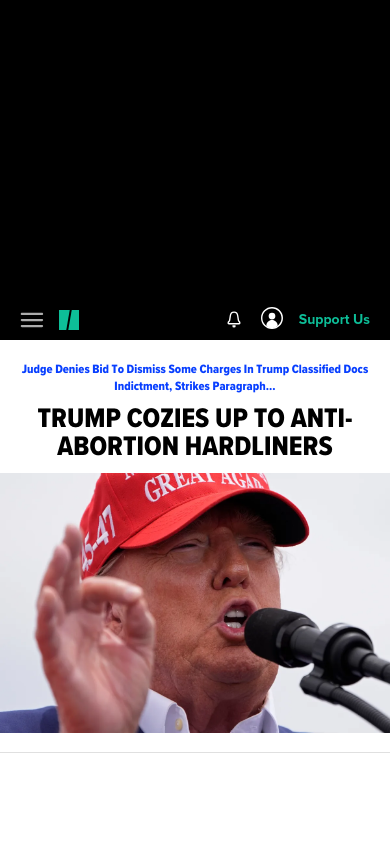 Support Us
Judge Denies Bid To Dismiss Some Charges In Trump Classified Docs
Indictment, Strikes Paragraph...
TRUMP COZIES UP TO ANTI-
ABORTION HARDLINERS
GREAT AGAIN
45-47